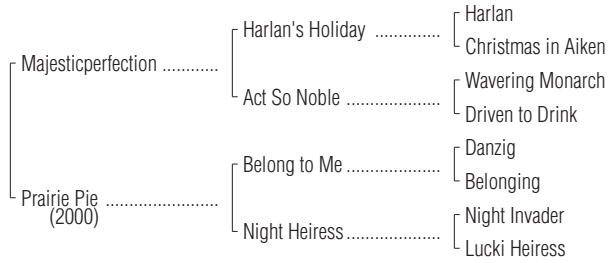 Harlan
Harlan's Holiday ..............
Christmas in Aiken
Majesticperfection ............
Wavering Monarch
Act So Noble ....................
Driven to Drink
Danzig
Belong to Me ....................
Belonging
Prairie Pie ........................
(2000)
Night Invader
Night Heiress....................
Lucki Heiress